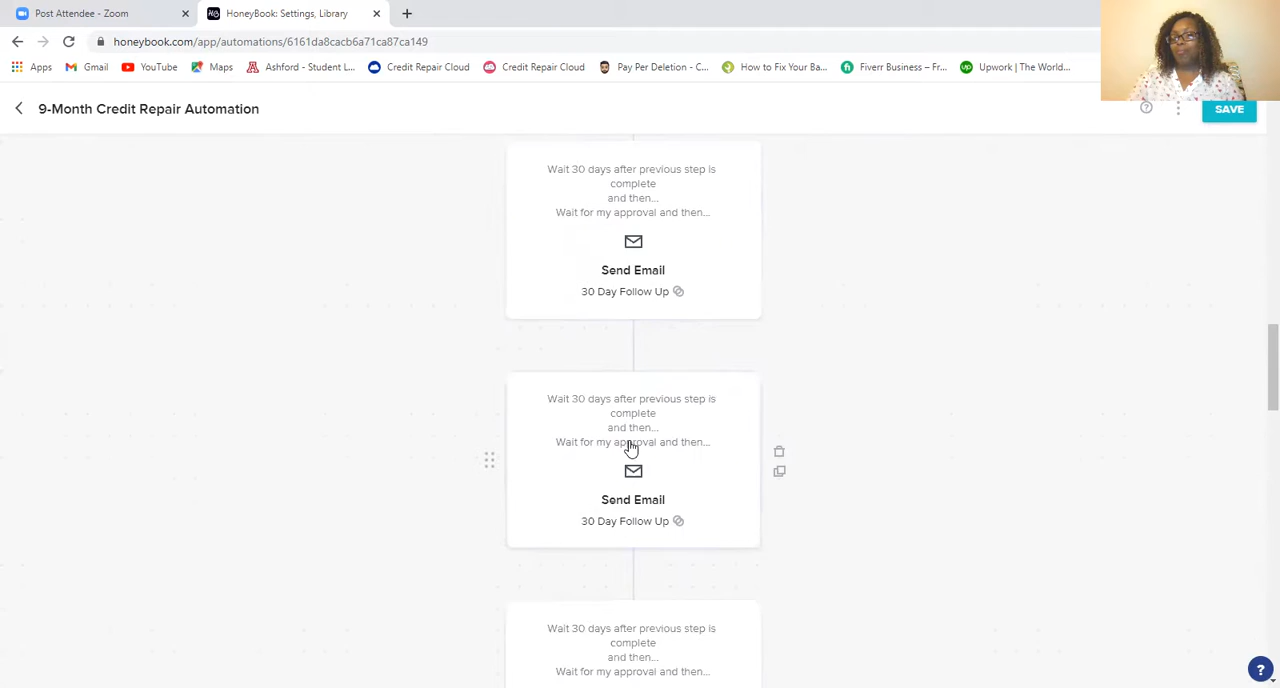 Post Attendee - Zoom
HoneyBook: Settings, Library
honeybook.com/app/automations/6161da8cacb6a71ca87ca149
Apps
Gmail
YouTube
Maps
Ashford - Student L...
Credit Repair Cloud
Credit Repair Cloud
Pay Per Deletion - C...
How to Fix Your Ba...
Fiverr Business – Fr...
Upwork | The World...
9-Month Credit Repair Automation
SAVE
Wait 30 days after previous step is
complete
and then...
Wait for my approval and then...
Send Email
30 Day Follow Up
Wait 30 days after previous step is
complete
and then...
Wait for my approval and then...
Send Email
30 Day Follow Up
Wait 30 days after previous step is
complete
and then...
Wait for my approval and then...